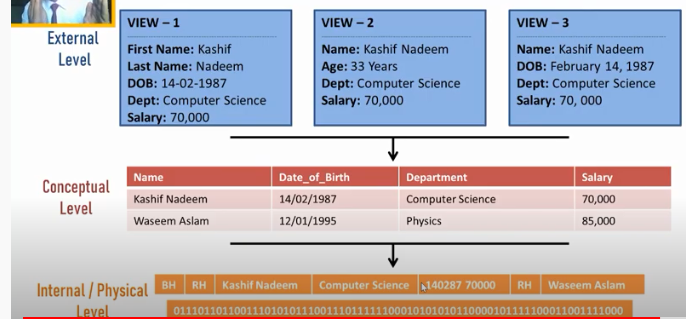 External
Level
VIEW – 1
First Name: Kashif
Last Name: Nadeem
DOB: 14-02-1987
Dept: Computer Science
Salary: 70,000
VIEW – 2
Name: Kashif Nadeem
Age: 33 Years
Dept: Computer Science
Salary: 70,000
VIEW – 3
Name: Kashif Nadeem
DOB: February 14, 1987
Dept: Computer Science
Salary: 70, 000
Conceptual
Level
Name Date_of_Birth Department Salary
Kashif Nadeem 14/02/1987 Computer Science 70,000
Waseem Aslam 12/01/1995 Physics 85,000
Internal / Physical
Level
BH RH Kashif Nadeem Computer Science 140287 70000 RH Waseem Aslam